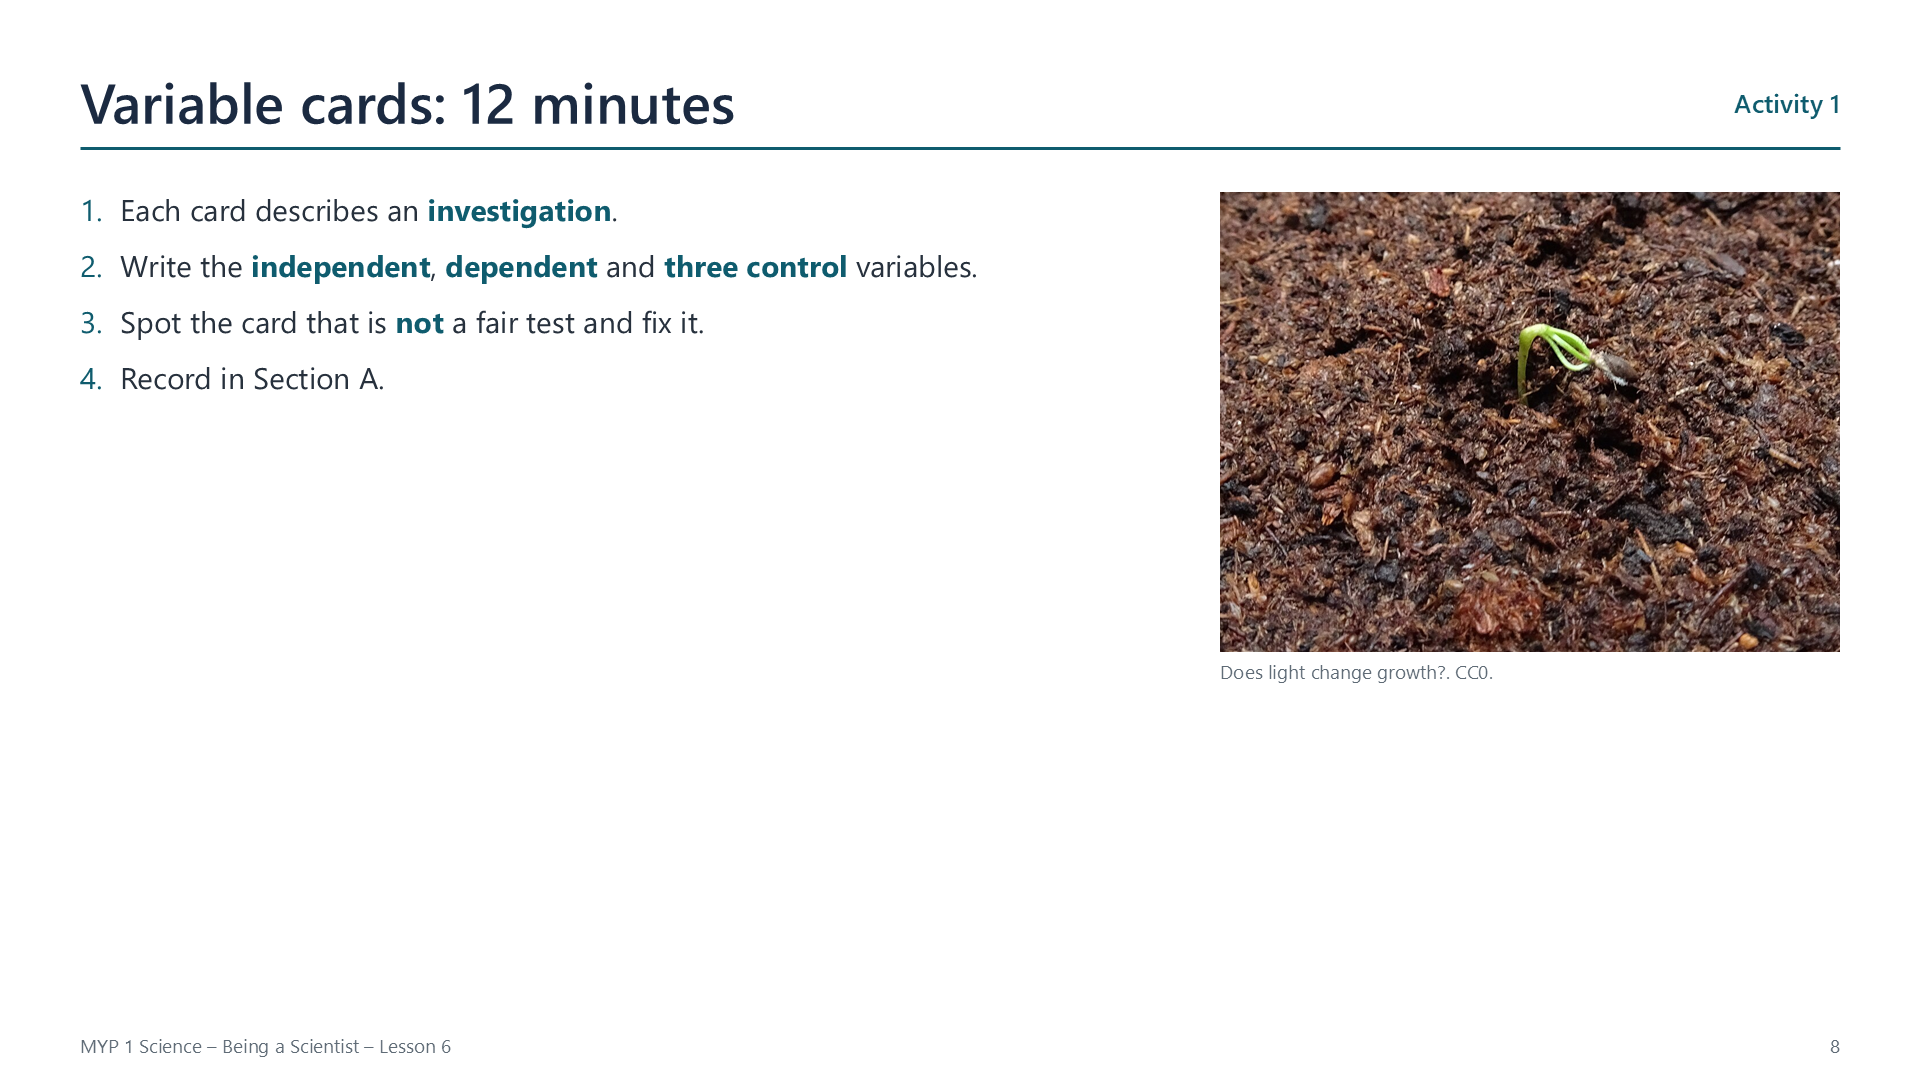 Variable cards: 12 minutes
Activity 1
1. Each card describes an investigation.
2. Write the independent, dependent and three control variables.
3. Spot the card that is not a fair test and fix it.
4. Record in Section A.
Does light change growth?. CC0.
MYP 1 Science – Being a Scientist – Lesson 6
8